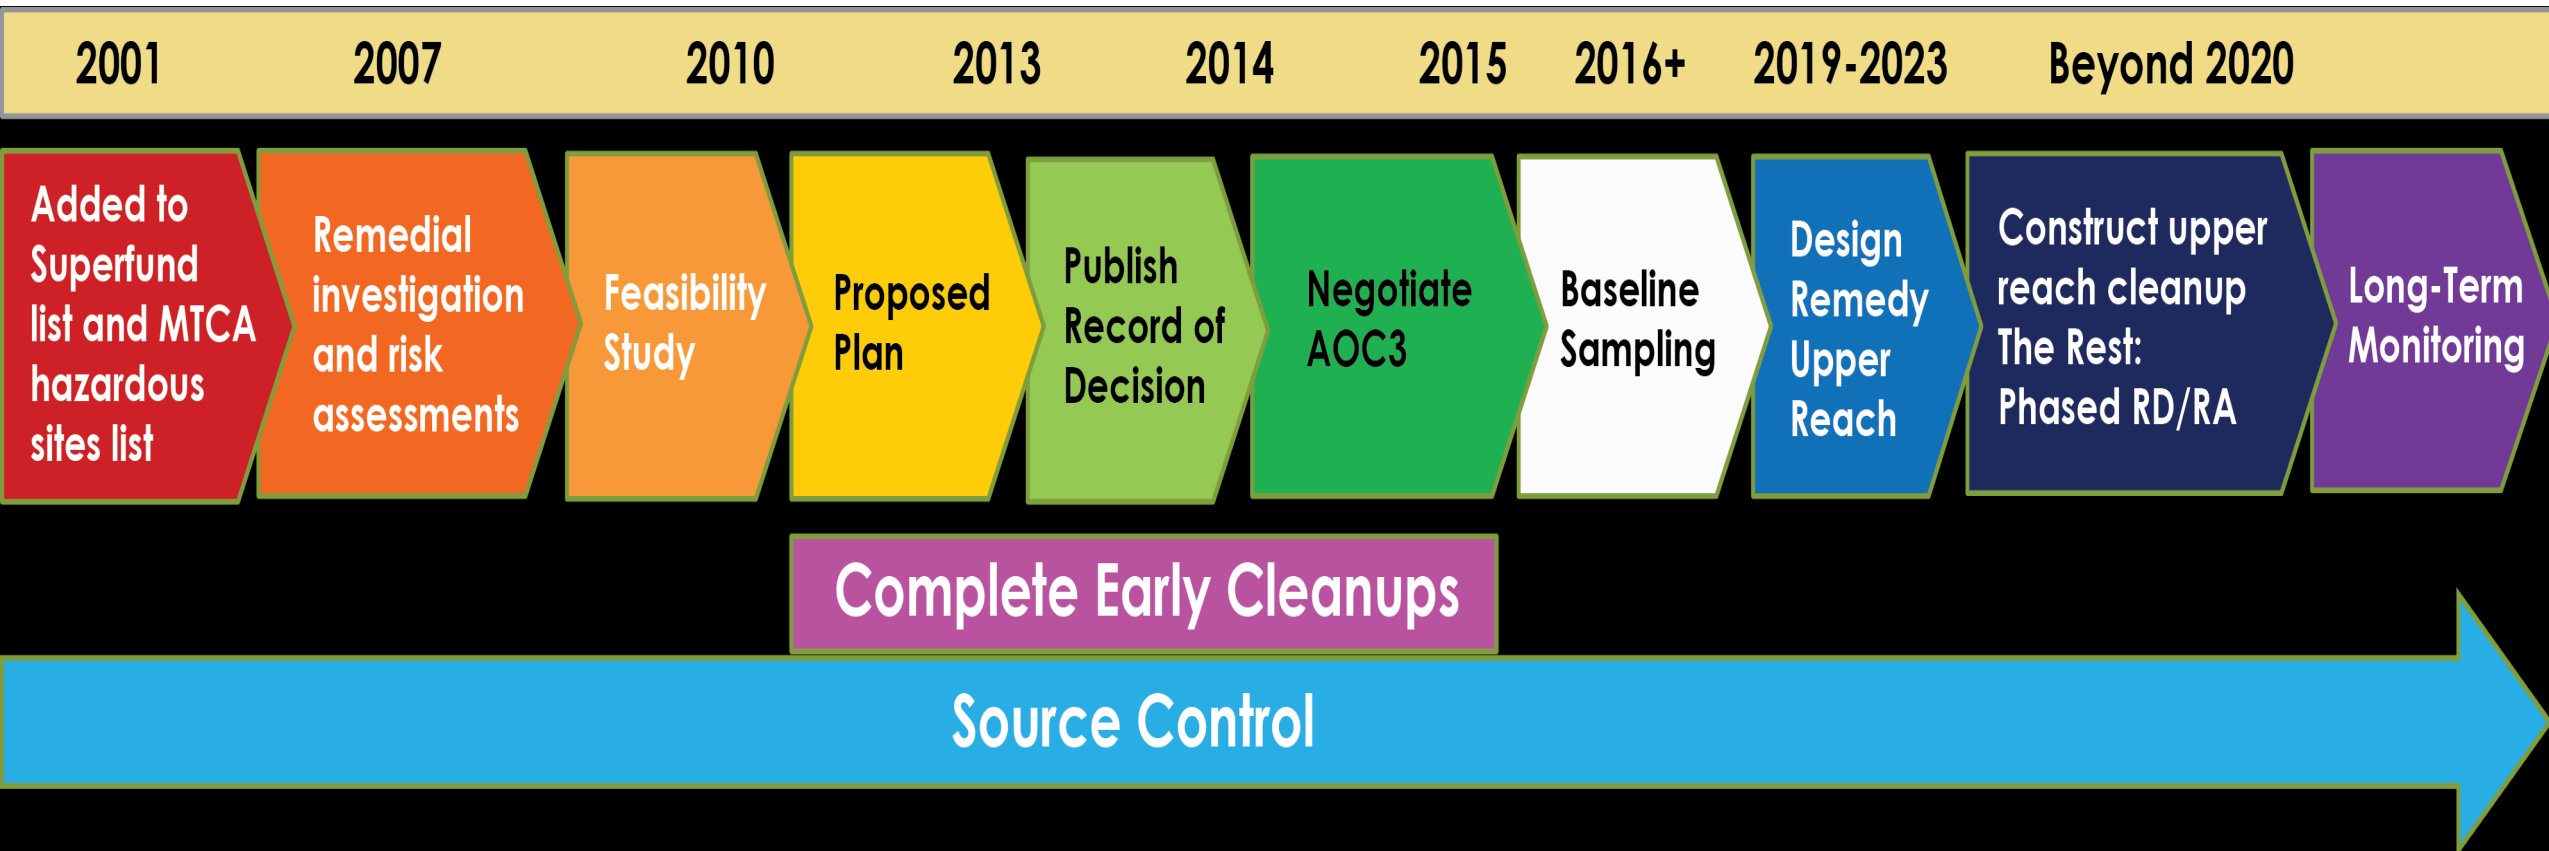 2001 2007 2010 2013 2014 2015 2016+ 2019-2023 Beyond 2020
Added to
Superfund
list and MTCA
hazardous
sites list
Remedial
investigation
and risk
assessments
Feasibility
Study
Proposed
Plan
Publish
Record of
Decision
Negotiate
AOC3
Baseline
Sampling
Design
Remedy
Upper
Reach
Construct upper
reach cleanup
The Rest:
Phased RD/RA
Long-Term
Monitoring
Complete Early Cleanups
Source Control